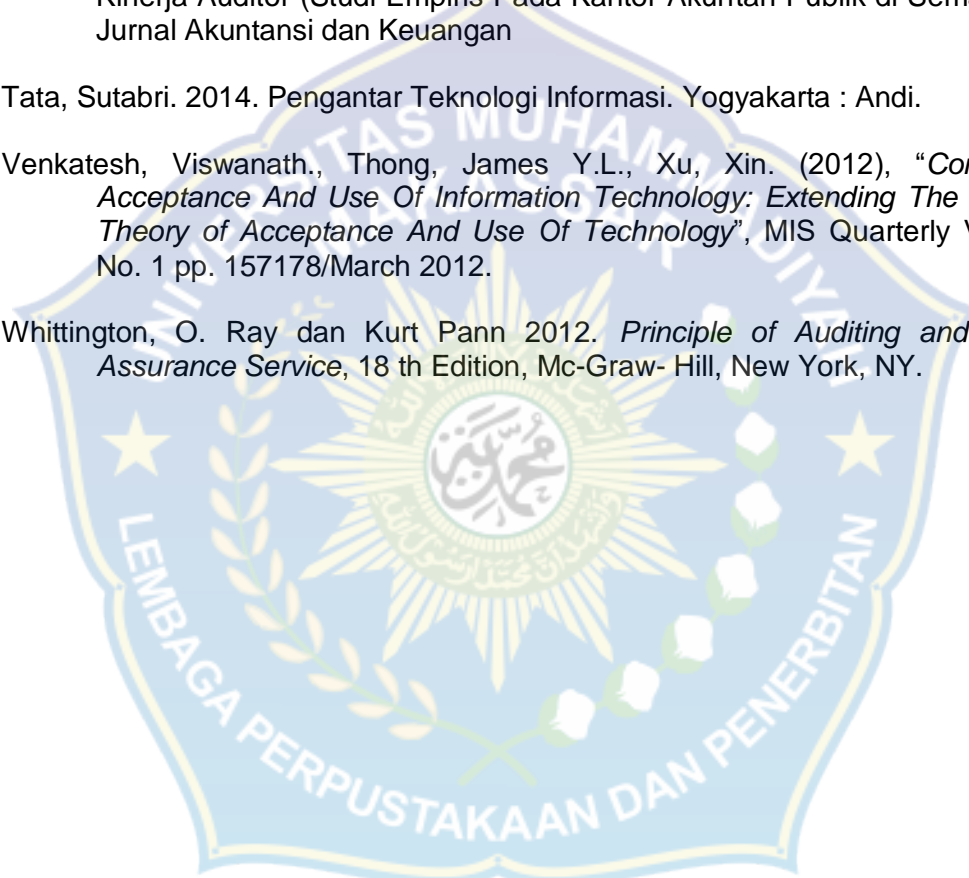 Kinerja Auditor (Studi Empiris Pada Kantor Akuntan Publik di
Jurnal Akuntansi dan Keuangan
Tata, Sutabri. 2014. Pengantar Teknologi Informasi. Yogyakarta : Andi.
Venkatesh, Viswanath., Thong, James Y.L., Xu, Xin. (2012), “
Acceptance And Use Of Information Technology: Extending The
Theory of Acceptance And Use Of Technology”, MIS Quarterly
No. 1 pp. 157178/March 2012.
Whittington, O. Ray dan Kurt Pann 2012. Principle of Auditing and
Assurance Service, 18 th Edition, Mc-Graw- Hill, New York, NY.
UNIVERSITAS MUHAMMADIYAH
MAKASSAR
LEMBAGA PERPUSTAKAAN DAN PENERBITAN